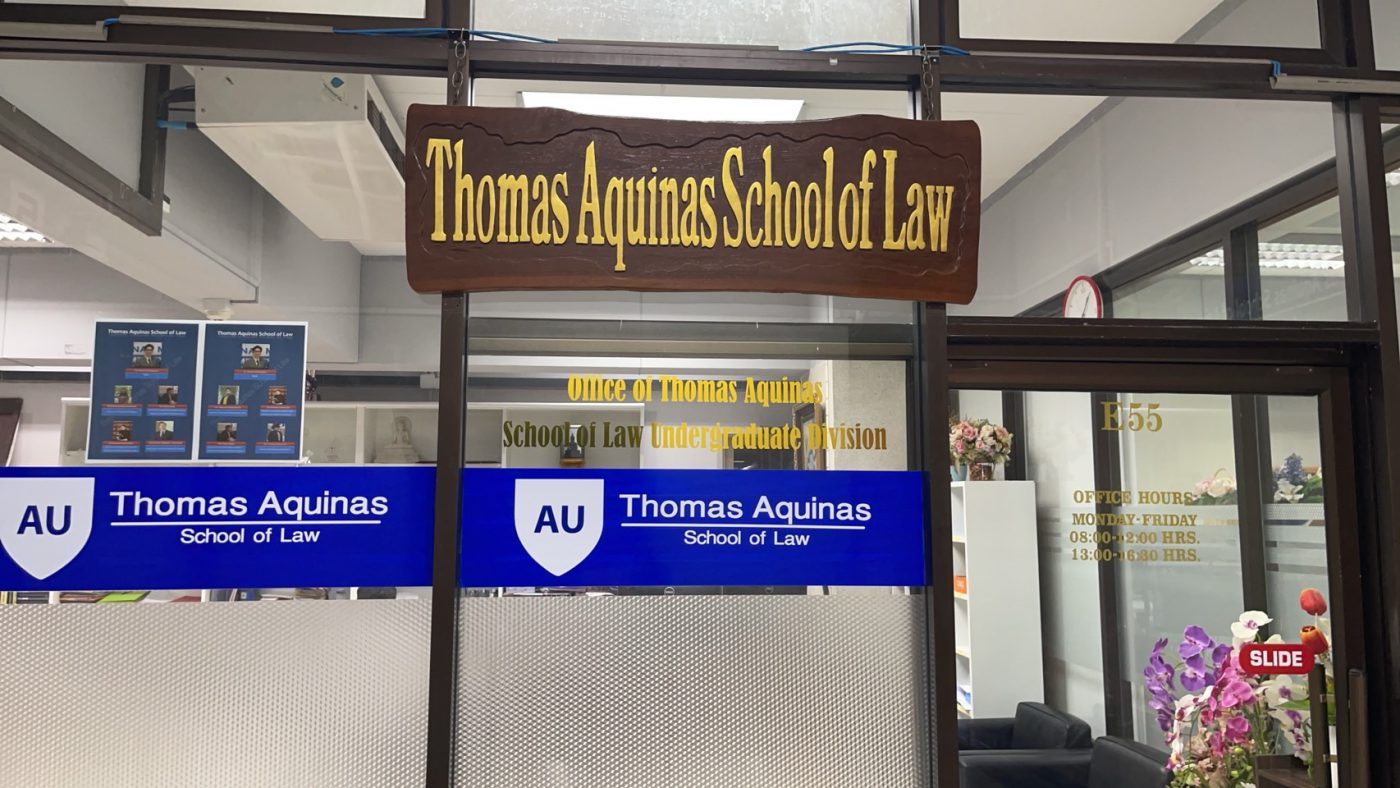 Thomas Aquinas School of Law
Thomas Aquinas School of Law
Thomas Aquinas School of Law
Office of Thomas Aquinas
School of Law Undergraduate Division
AU
Thomas Aquinas
School of Law
AU
Thomas Aquinas
School of Law
E55
OFFICE HOURS
MONDAY-FRIDAY
08:00-12:00 HRS.
13:00-16:30 HRS.
SLIDE